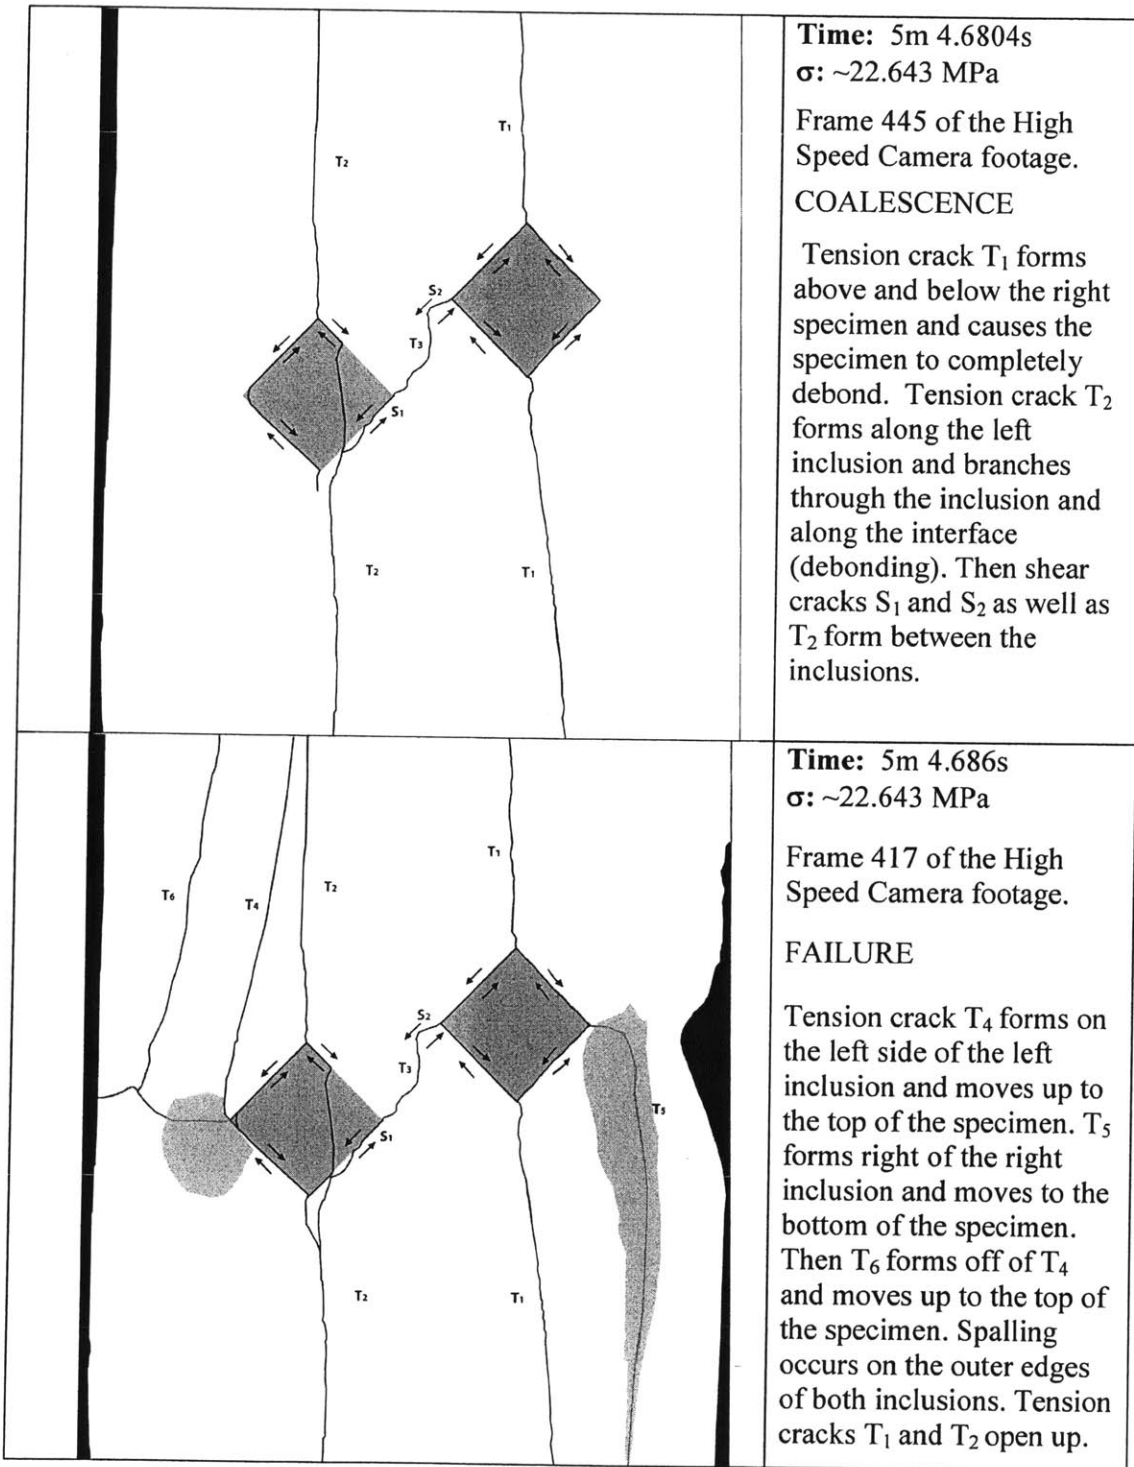 Time: 5m 4.6804s
σ: ~22.643 MPa
Frame 445 of the High
Speed Camera footage.
COALESCENCE
Tension crack T₁ forms
above and below the right
specimen and causes the
specimen to completely
debond. Tension crack T₂
forms along the left
inclusion and branches
through the inclusion and
along the interface
(debonding). Then shear
cracks S₁ and S₂ as well as
T₂ form between the
inclusions.
T₁
T₂
S₂
T₃
S₁
T₂
T₁
Time: 5m 4.686s
σ: ~22.643 MPa
Frame 417 of the High
Speed Camera footage.
FAILURE
Tension crack T₄ forms on
the left side of the left
inclusion and moves up to
the top of the specimen. T₅
forms right of the right
inclusion and moves to the
bottom of the specimen.
Then T₆ forms off of T₄
and moves up to the top of
the specimen. Spalling
occurs on the outer edges
of both inclusions. Tension
cracks T₁ and T₂ open up.
T₁
T₆
T₄
T₂
S₂
T₃
T₅
S₁
T₂
T₁